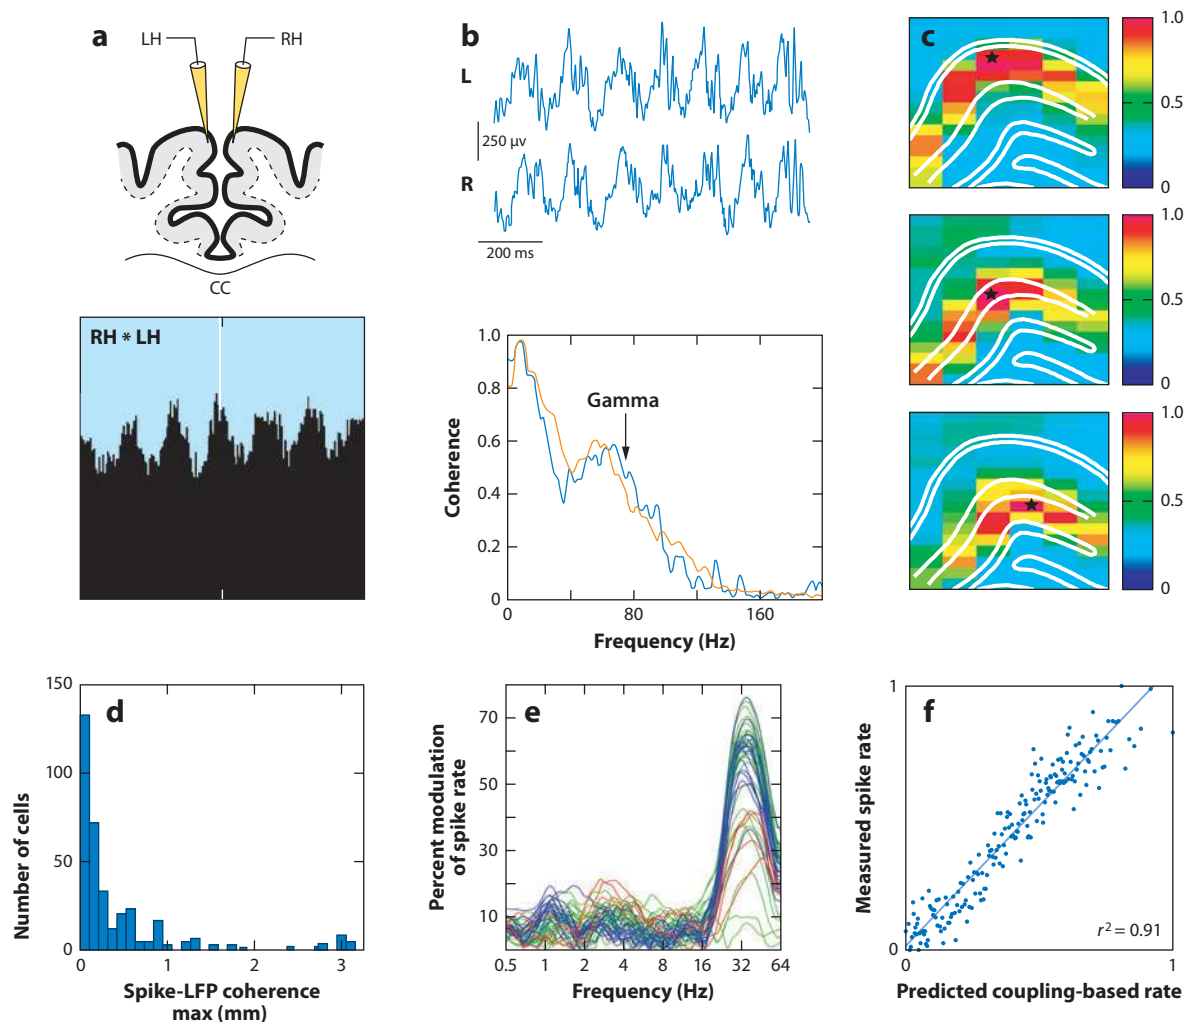 a
LH
RH
CC
RH * LH
b
L
250 μv
R
200 ms
1.0
0.8
0.6
0.4
0.2
0
Coherence
Gamma
0
80
160
Frequency (Hz)
c
1.0
0.5
0
1.0
0.5
0
1.0
0.5
0
d
150
100
50
0
Number of cells
0
1
2
3
Spike-LFP coherence
max (mm)
e
70
50
30
10
Percent modulation
of spike rate
0.5
1
2
4
8
16
32
64
Frequency (Hz)
f
1
0
Measured spike rate
r² = 0.91
0
1
Predicted coupling-based rate